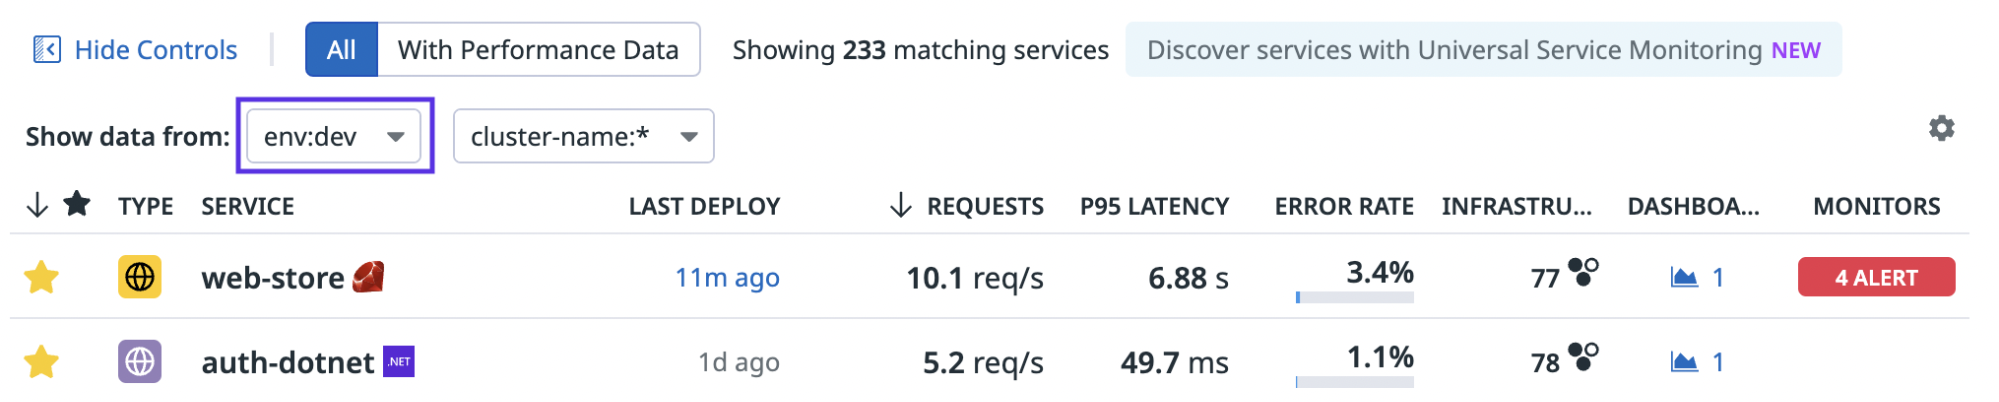 Hide Controls All With Performance Data Showing 233 matching services Discover services with Universal Service Monitoring NEW
Show data from: env:dev cluster-name:*
TYPE SERVICE LAST DEPLOY REQUESTS P95 LATENCY ERROR RATE INFRASTRU... DASHBOA... MONITORS
web-store 11m ago 10.1 req/s 6.88 s 3.4% 77 1 4 ALERT
auth-dotnet .NET 1d ago 5.2 req/s 49.7 ms 1.1% 78 1